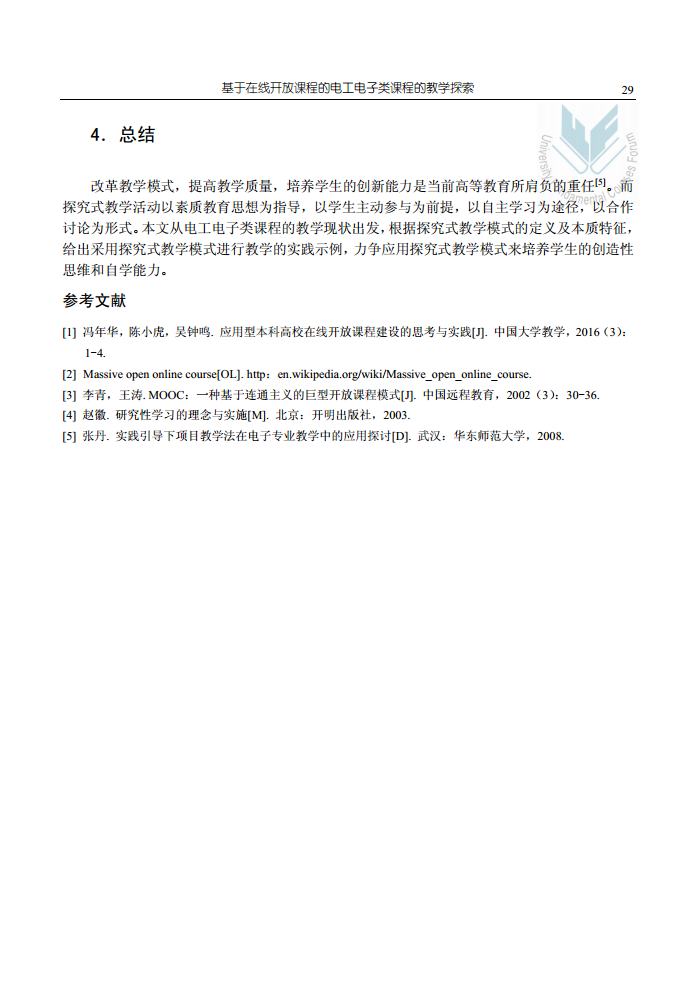 基于在线开放课程的电工电子类课程的教学探索 29
4．总结
改革教学模式，提高教学质量，培养学生的创新能力是当前高等教育所肩负的重任[5]。而
探究式教学活动以素质教育思想为指导，以学生主动参与为前提，以自主学习为途径，以合作
讨论为形式。本文从电工电子类课程的教学现状出发，根据探究式教学模式的定义及本质特征，
给出采用探究式教学模式进行教学的实践示例，力争应用探究式教学模式来培养学生的创造性
思维和自学能力。
参考文献
[1] 冯年华，陈小虎，吴钟鸣. 应用型本科高校在线开放课程建设的思考与实践[J]. 中国大学教学，2016（3）：
1-4.
[2] Massive open online course[OL]. http：en.wikipedia.org/wiki/Massive_open_online_course.
[3] 李青，王涛. MOOC：一种基于连通主义的巨型开放课程模式[J]. 中国远程教育，2002（3）：30-36.
[4] 赵徽. 研究性学习的理念与实施[M]. 北京：开明出版社，2003.
[5] 张丹. 实践引导下项目教学法在电子专业教学中的应用探讨[D]. 武汉：华东师范大学，2008.
University Fundamental Courses Forum